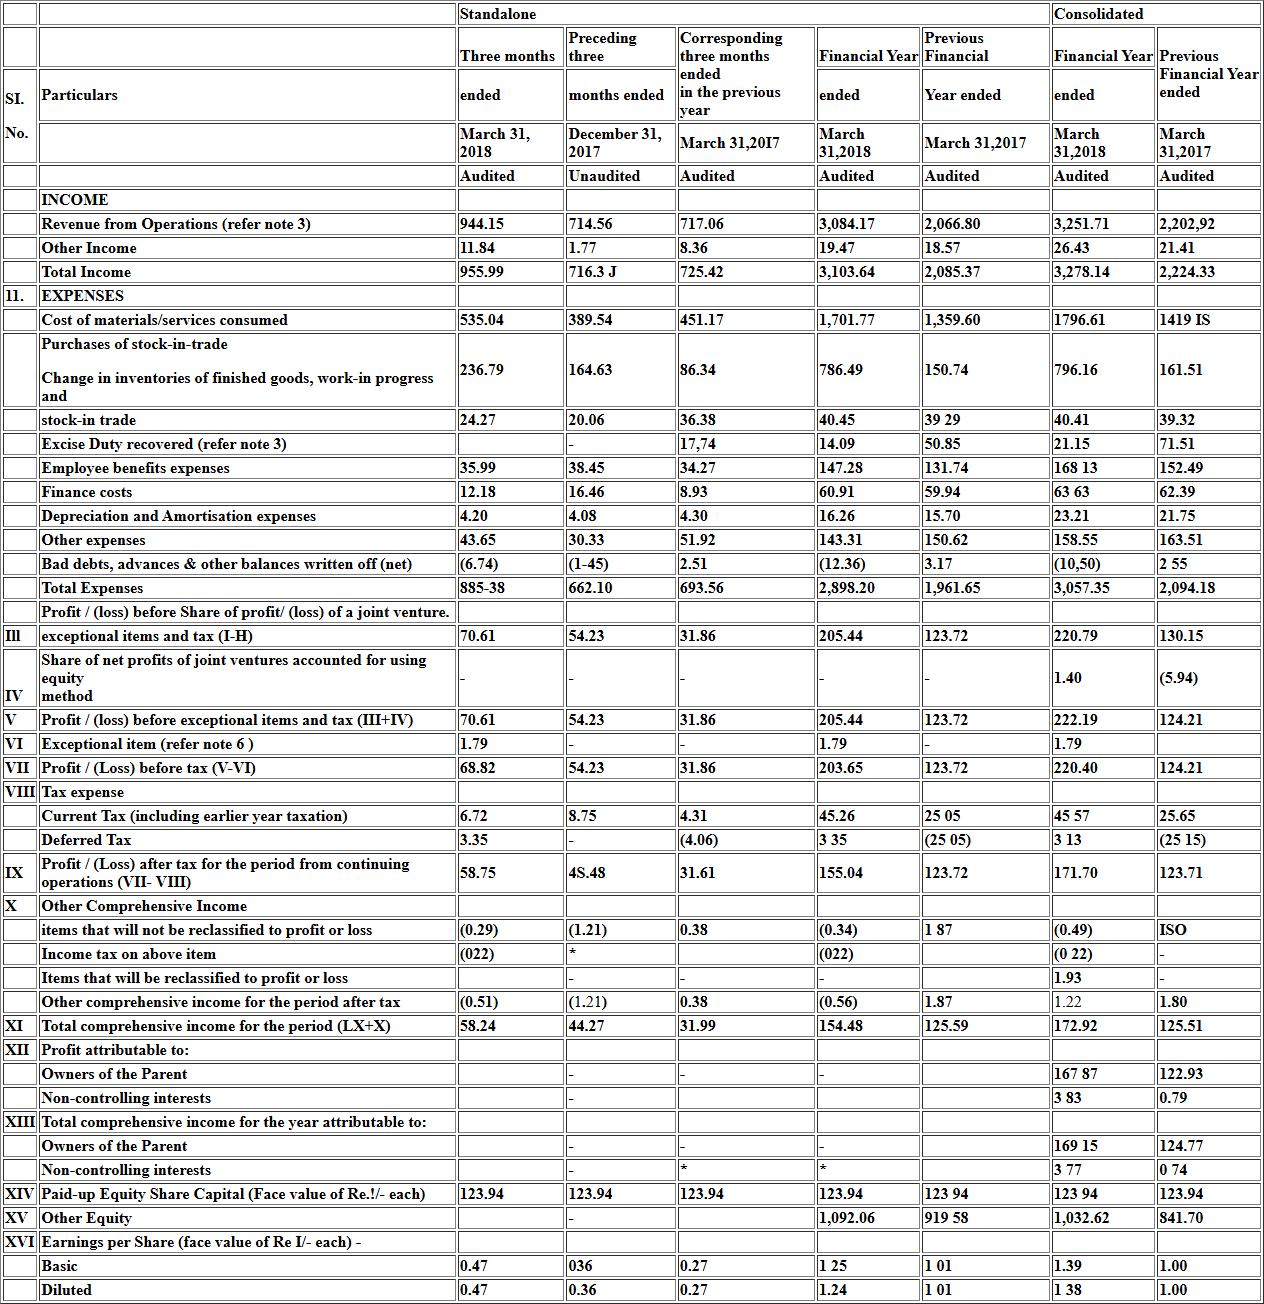 Standalone Consolidated
Three months Preceding three Corresponding three months ended in the previous year Financial Year Previous Financial Financial Year Previous Financial Year ended
SI. No. Particulars ended months ended ended Year ended ended
March 31, 2018 December 31, 2017 March 31,20I7 March 31,2018 March 31,2017 March 31,2018 March 31,2017
Audited Unaudited Audited Audited Audited Audited Audited
INCOME
Revenue from Operations (refer note 3) 944.15 714.56 717.06 3,084.17 2,066.80 3,251.71 2,202,92
Other Income 11.84 1.77 8.36 19.47 18.57 26.43 21.41
Total Income 955.99 716.3 J 725.42 3,103.64 2,085.37 3,278.14 2,224.33
11. EXPENSES
Cost of materials/services consumed 535.04 389.54 451.17 1,701.77 1,359.60 1796.61 1419 IS
Purchases of stock-in-trade
Change in inventories of finished goods, work-in progress and 236.79 164.63 86.34 786.49 150.74 796.16 161.51
stock-in trade 24.27 20.06 36.38 40.45 39 29 40.41 39.32
Excise Duty recovered (refer note 3) - 17,74 14.09 50.85 21.15 71.51
Employee benefits expenses 35.99 38.45 34.27 147.28 131.74 168 13 152.49
Finance costs 12.18 16.46 8.93 60.91 59.94 63 63 62.39
Depreciation and Amortisation expenses 4.20 4.08 4.30 16.26 15.70 23.21 21.75
Other expenses 43.65 30.33 51.92 143.31 150.62 158.55 163.51
Bad debts, advances & other balances written off (net) (6.74) (1-45) 2.51 (12.36) 3.17 (10,50) 2 55
Total Expenses 885-38 662.10 693.56 2,898.20 1,961.65 3,057.35 2,094.18
Profit / (loss) before Share of profit/ (loss) of a joint venture.
Ill exceptional items and tax (I-H) 70.61 54.23 31.86 205.44 123.72 220.79 130.15
IV Share of net profits of joint ventures accounted for using equity method - - - - - 1.40 (5.94)
V Profit / (loss) before exceptional items and tax (III+IV) 70.61 54.23 31.86 205.44 123.72 222.19 124.21
VI Exceptional item (refer note 6 ) 1.79 - - 1.79 - 1.79
VII Profit / (Loss) before tax (V-VI) 68.82 54.23 31.86 203.65 123.72 220.40 124.21
VIII Tax expense
Current Tax (including earlier year taxation) 6.72 8.75 4.31 45.26 25 05 45 57 25.65
Deferred Tax 3.35 - (4.06) 3 35 (25 05) 3 13 (25 15)
IX Profit / (Loss) after tax for the period from continuing operations (VII- VIII) 58.75 4S.48 31.61 155.04 123.72 171.70 123.71
X Other Comprehensive Income
items that will not be reclassified to profit or loss (0.29) (1.21) 0.38 (0.34) 1 87 (0.49) ISO
Income tax on above item (022) * (022) (0 22) -
Items that will be reclassified to profit or loss - - - 1.93 -
Other comprehensive income for the period after tax (0.51) (1.21) 0.38 (0.56) 1.87 1.22 1.80
XI Total comprehensive income for the period (LX+X) 58.24 44.27 31.99 154.48 125.59 172.92 125.51
XII Profit attributable to:
Owners of the Parent - - - 167 87 122.93
Non-controlling interests - 3 83 0.79
XIII Total comprehensive income for the year attributable to:
Owners of the Parent - - - 169 15 124.77
Non-controlling interests - * * 3 77 0 74
XIV Paid-up Equity Share Capital (Face value of Re.!/- each) 123.94 123.94 123.94 123.94 123 94 123 94 123.94
XV Other Equity - 1,092.06 919 58 1,032.62 841.70
XVI Earnings per Share (face value of Re I/- each) -
Basic 0.47 036 0.27 1 25 1 01 1.39 1.00
Diluted 0.47 0.36 0.27 1.24 1 01 1 38 1.00